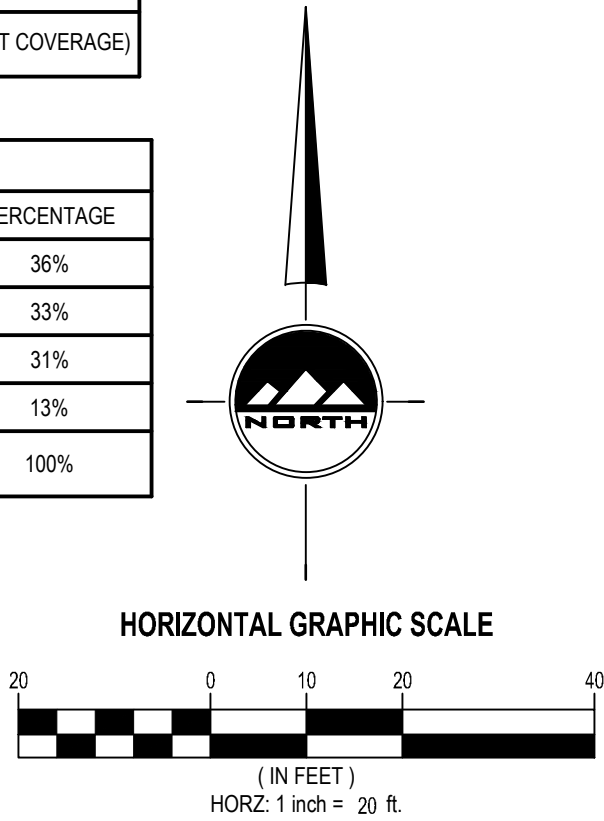 T COVERAGE)
ERCENTAGE
36%
33%
31%
13%
100%
NORTH
HORIZONTAL GRAPHIC SCALE
20 0 10 20 40
( IN FEET )
HORZ: 1 inch = 20 ft.